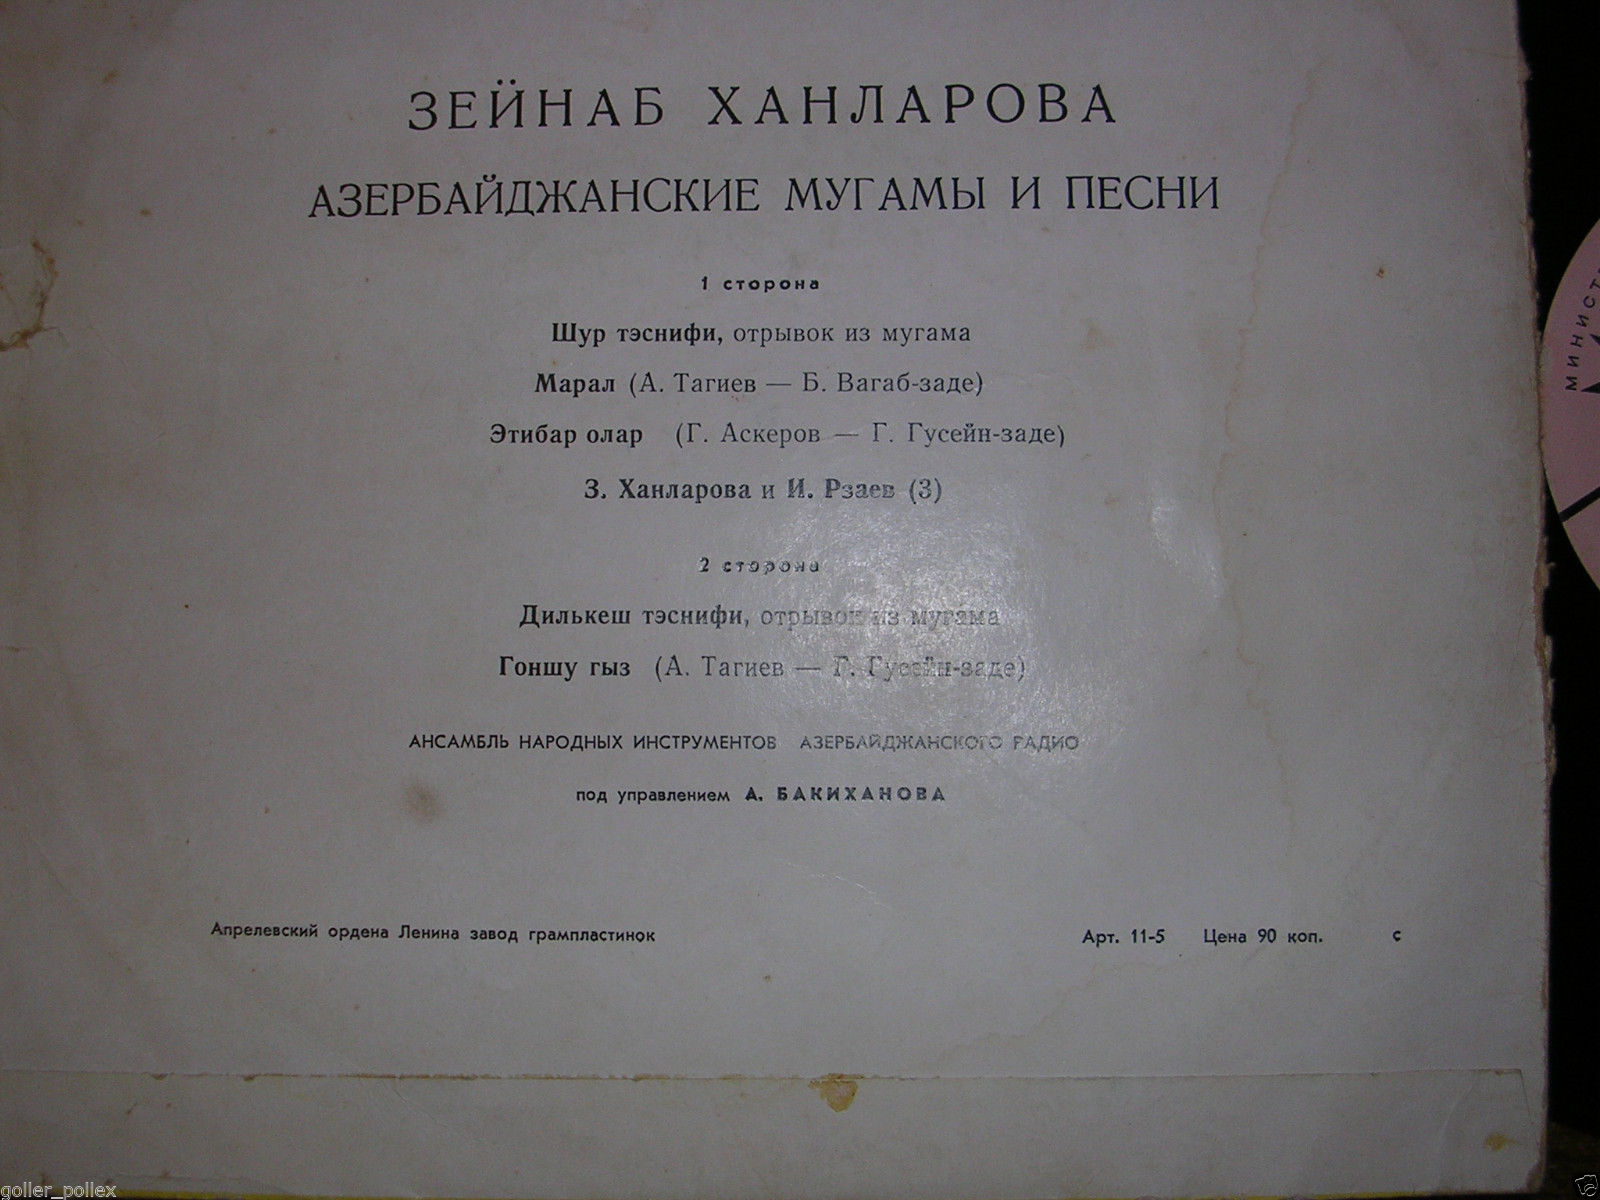 ЗЕЙНАБ ХАНЛАРОВА
АЗЕРБАЙДЖАНСКИЕ МУГАМЫ И ПЕСНИ
1 сторона
Шур тэснифи, отрывок из мугама
Марал (А. Тагиев — Б. Вагаб-заде)
Этибар олар (Г. Аскеров — Г. Гусейн-заде)
З. Ханларова и И. Рзаев (3)
2 сторона
Дилькеш тэснифи, отрывок из мугама
Гоншу гыз (А. Тагиев — Г. Гусейн-заде)
АНСАМБЛЬ НАРОДНЫХ ИНСТРУМЕНТОВ АЗЕРБАЙДЖАНСКОГО РАДИО
под управлением А. БАКИХАНОВА
Апрелевский ордена Ленина завод грампластинок
Арт. 11-5 Цена 90 коп. С
goller_pollex